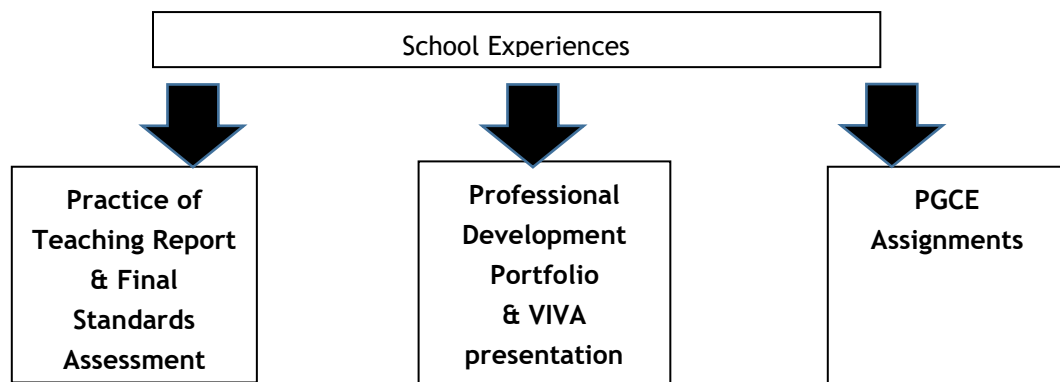 School Experiences
Practice of
Teaching Report
& Final
Standards
Assessment
Professional
Development
Portfolio
& VIVA
presentation
PGCE
Assignments